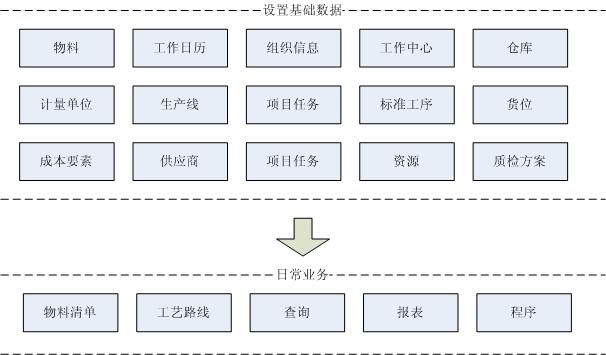 设置基础数据
物料 工作日历 组织信息 工作中心 仓库
计量单位 生产线 项目任务 标准工序 货位
成本要素 供应商 项目任务 资源 质检方案
日常业务
物料清单 工艺路线 查询 报表 程序